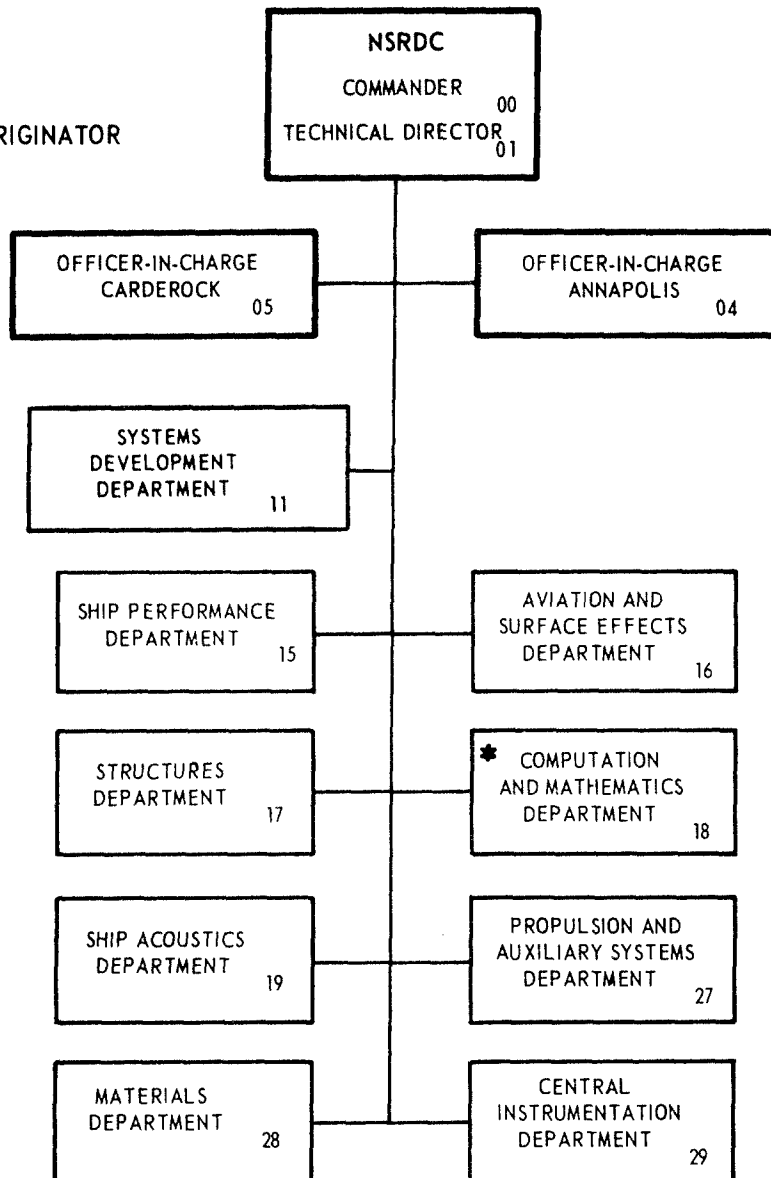 NSRDC
COMMANDER
00
TECHNICAL DIRECTOR
01
RIGINATOR
OFFICER-IN-CHARGE
CARDEROCK
05
OFFICER-IN-CHARGE
ANNAPOLIS
04
SYSTEMS
DEVELOPMENT
DEPARTMENT
11
SHIP PERFORMANCE
DEPARTMENT
15
AVIATION AND
SURFACE EFFECTS
DEPARTMENT
16
STRUCTURES
DEPARTMENT
17
* COMPUTATION
AND MATHEMATICS
DEPARTMENT
18
SHIP ACOUSTICS
DEPARTMENT
19
PROPULSION AND
AUXILIARY SYSTEMS
DEPARTMENT
27
MATERIALS
DEPARTMENT
28
CENTRAL
INSTRUMENTATION
DEPARTMENT
29